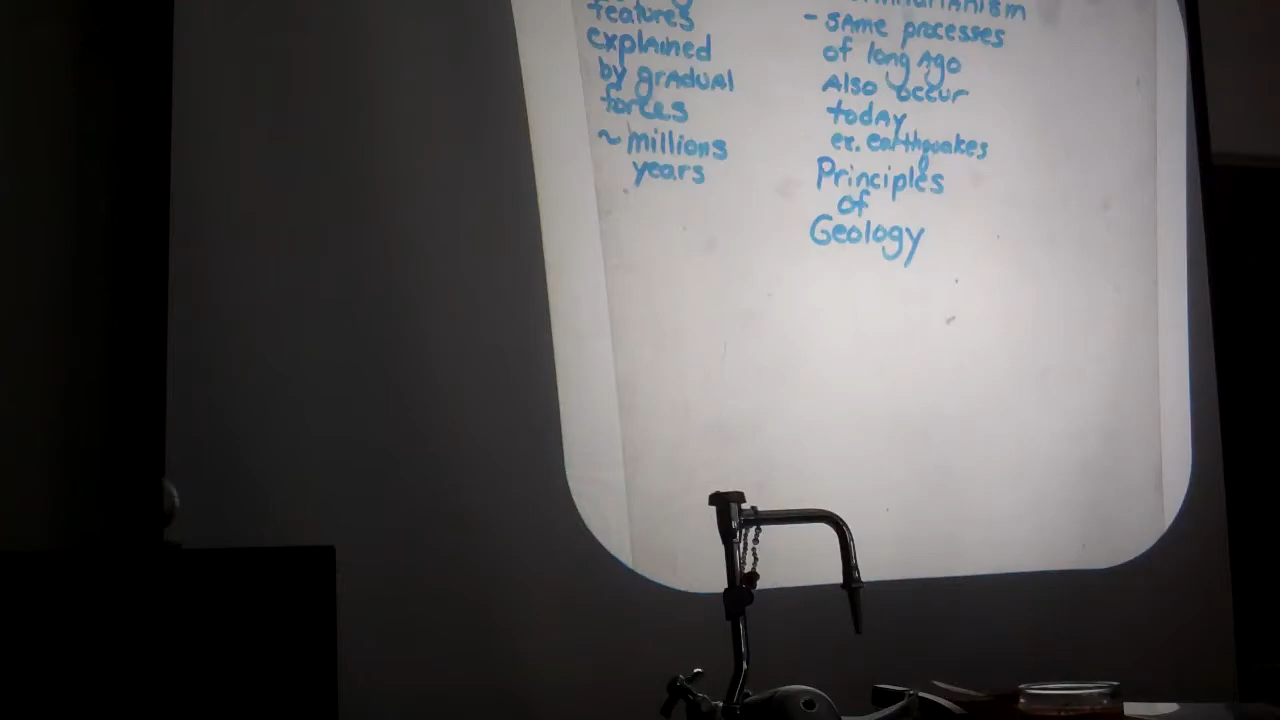 features
explained
by gradual
forces
~ millions
years
- same processes
of long ago
Also occur
today
ex. earthquakes
Principles
of
Geology